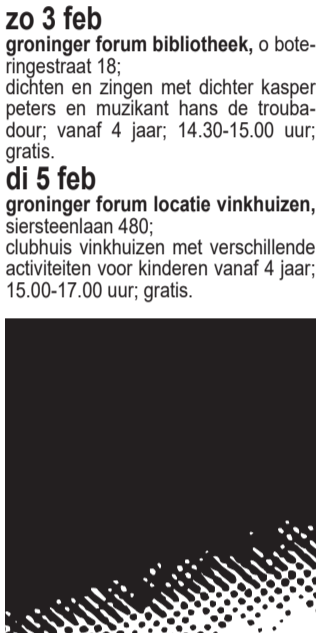 zo 3 feb
groninger forum bibliotheek, o bote-
ringestraat 18;
dichten en zingen met dichter kasper
peters en muzikant hans de trouba-
dour; vanaf 4 jaar; 14.30-15.00 uur;
gratis.
di 5 feb
groninger forum locatie vinkhuizen,
siersteenlaan 480;
clubhuis vinkhuizen met verschillende
activiteiten voor kinderen vanaf 4 jaar;
15.00-17.00 uur; gratis.